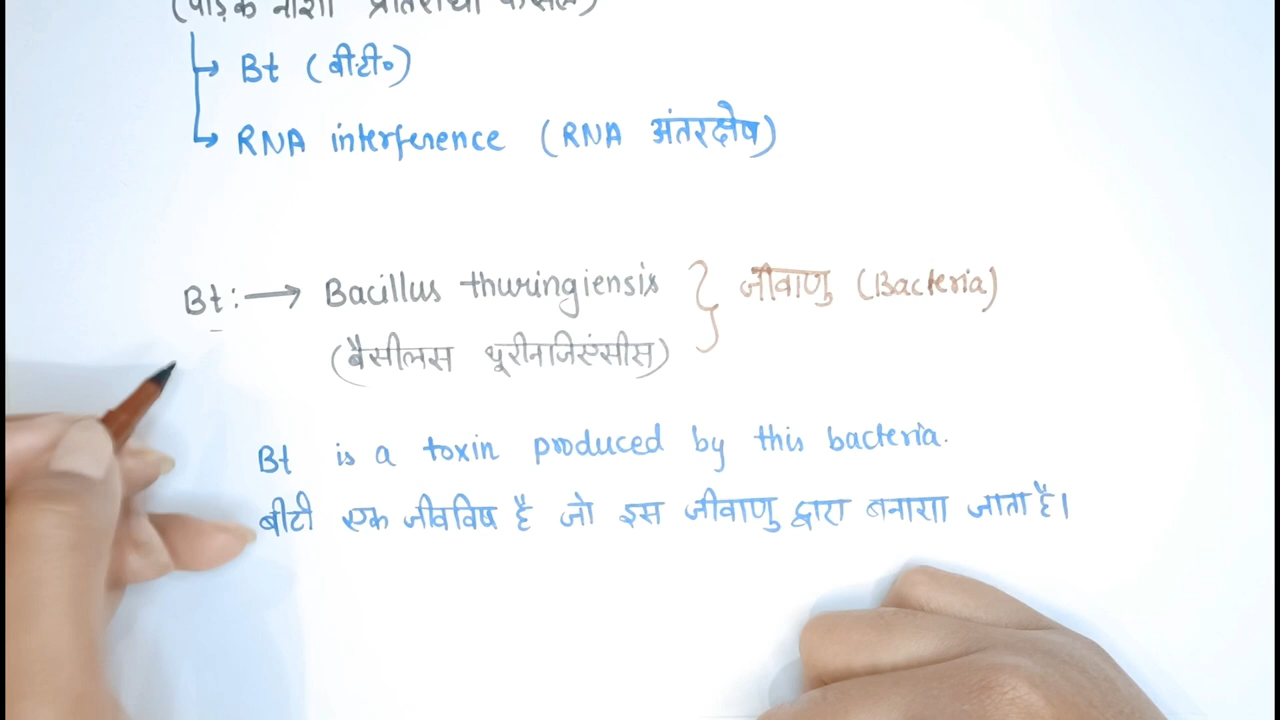 Bt (बी.टी०)
RNA interference (RNA अंतरक्षेप)
Bt : → Bacillus thuringiensis } जीवाणु (Bacteria)
(बैसीलस थूरीनजिएंसीस)
Bt is a toxin produced by this bacteria.
बीटी एक जीवविष है जो इस जीवाणु द्वारा बनाया जाता है।